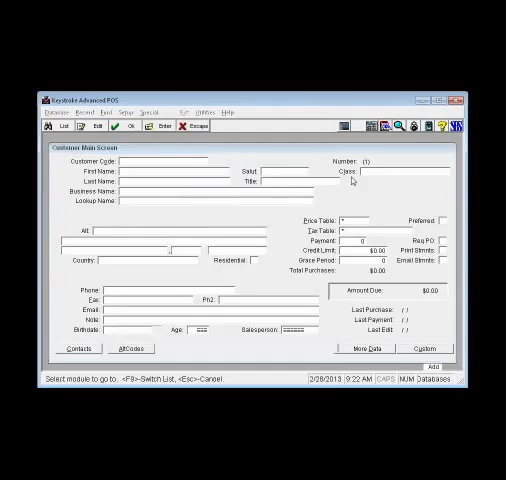 Keystroke Advanced POS
Database Record Find Setup Special Utilities Help
List Edit Ok Enter Escape
Customer Main Screen
Customer Code: Number: (1)
First Name: Salut: Class:
Last Name: Title:
Business Name:
Lookup Name:
Price Table: * Preferred:
Alt: Tax Table: *
Payment: 0 Req PO:
, Credit Limit: $0.00 Print Stmnts:
Country: Residential: Grace Period: 0 Email Stmnts:
Total Purchases: $0.00
Phone: Amount Due: $0.00
Fax: Ph2:
Email: Last Purchase: ( )
Note: Last Payment: ( )
Birthdate: Age: === Salesperson: ====== Last Edit: ( )
Contacts AltCodes More Data Custom
Add
Select module to go to. <F9>-Switch List, <Esc>-Cancel. 2/28/2013 9:22 AM CAPS NUM Databases